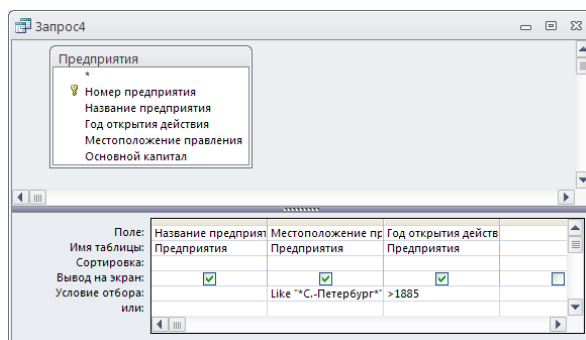 Запрос4
Предприятия
*
Номер предприятия
Название предприятия
Год открытия действия
Местоположение правления
Основной капитал
Поле: Название предприят Местоположение пр Год открытия действ
Имя таблицы: Предприятия Предприятия Предприятия
Сортировка:
Вывод на экран:
Условие отбора: Like "*С.-Петербург*" >1885
или: